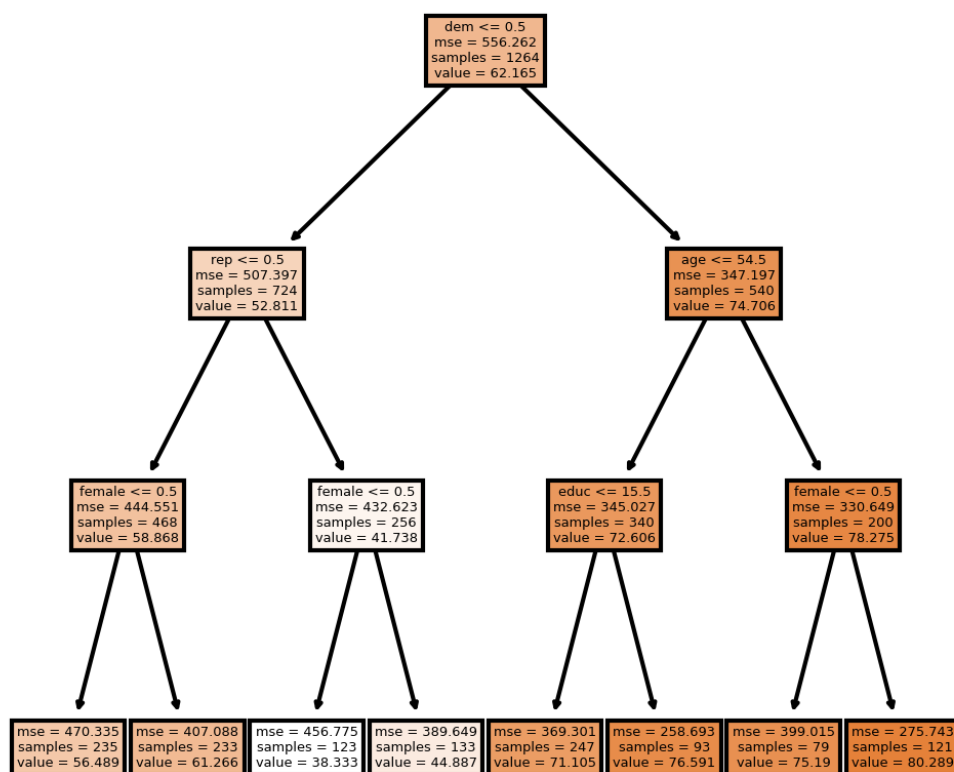 dem <= 0.5
mse = 556.262
samples = 1264
value = 62.165
rep <= 0.5
mse = 507.397
samples = 724
value = 52.811
age <= 54.5
mse = 347.197
samples = 540
value = 74.706
female <= 0.5
mse = 444.551
samples = 468
value = 58.868
female <= 0.5
mse = 432.623
samples = 256
value = 41.738
educ <= 15.5
mse = 345.027
samples = 340
value = 72.606
female <= 0.5
mse = 330.649
samples = 200
value = 78.275
mse = 470.335
samples = 235
value = 56.489
mse = 407.088
samples = 233
value = 61.266
mse = 456.775
samples = 123
value = 38.333
mse = 389.649
samples = 133
value = 44.887
mse = 369.301
samples = 247
value = 71.105
mse = 258.693
samples = 93
value = 76.591
mse = 399.015
samples = 79
value = 75.19
mse = 275.743
samples = 121
value = 80.289